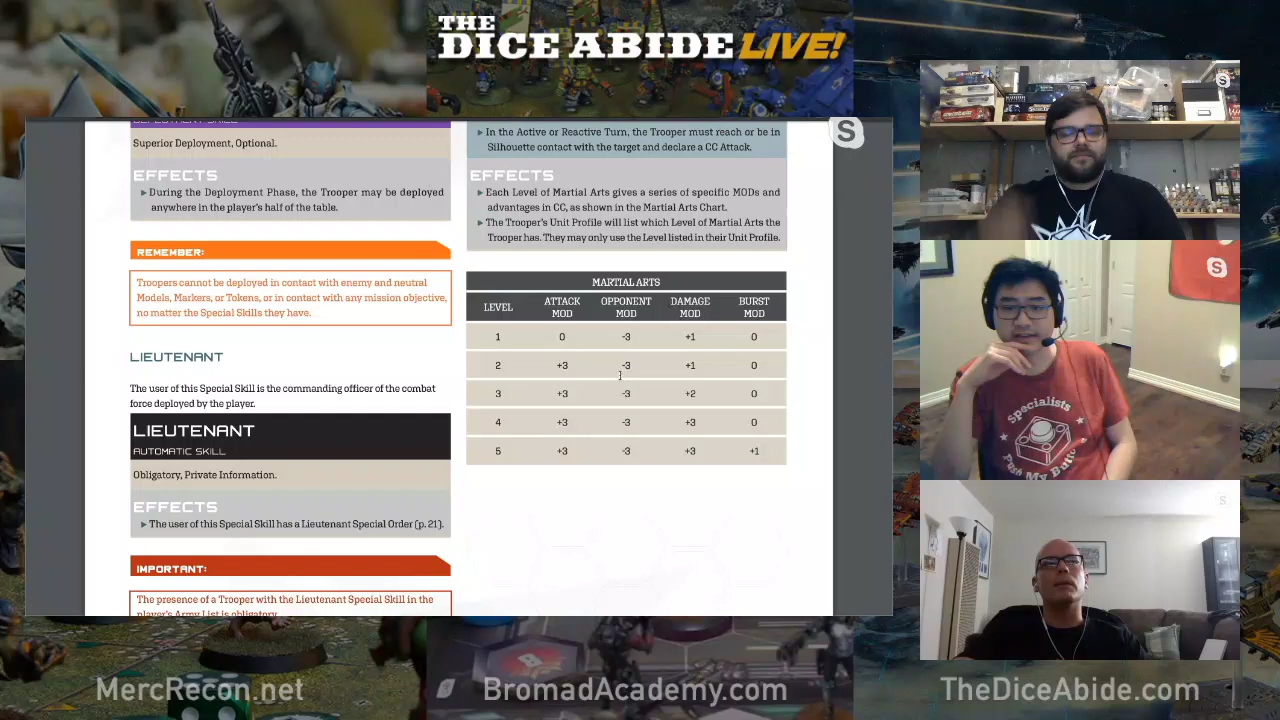 THE
DICE ABIDE LIVE!
Superior Deployment, Optional.
EFFECTS
▶ During the Deployment Phase, the Trooper may be deployed
anywhere in the player's half of the table.
REMEMBER:
Troopers cannot be deployed in contact with enemy and neutral
Models, Markers, or Tokens, or in contact with any mission objective,
no matter the Special Skills they have.
LIEUTENANT
The user of this Special Skill is the commanding officer of the combat
force deployed by the player.
LIEUTENANT
AUTOMATIC SKILL
Obligatory, Private Information.
EFFECTS
▶ The user of this Special Skill has a Lieutenant Special Order (p. 21).
IMPORTANT:
The presence of a Trooper with the Lieutenant Special Skill in the
player's Army List is obligatory.
▶ In the Active or Reactive Turn, the Trooper must reach or be in
Silhouette contact with the target and declare a CC Attack.
EFFECTS
▶ Each Level of Martial Arts gives a series of specific MODs and
advantages in CC, as shown in the Martial Arts Chart.
▶ The Trooper's Unit Profile will list which Level of Martial Arts the
Trooper has. They may only use the Level listed in their Unit Profile.
MARTIAL ARTS
LEVEL ATTACK MOD OPPONENT MOD DAMAGE MOD BURST MOD
1 0 -3 +1 0
2 +3 -3 +1 0
3 +3 -3 +2 0
4 +3 -3 +3 0
5 +3 -3 +3 +1
S
S
S
Specialists
Push My Button
S
MercRecon.net
BromadAcademy.com
TheDiceAbide.com